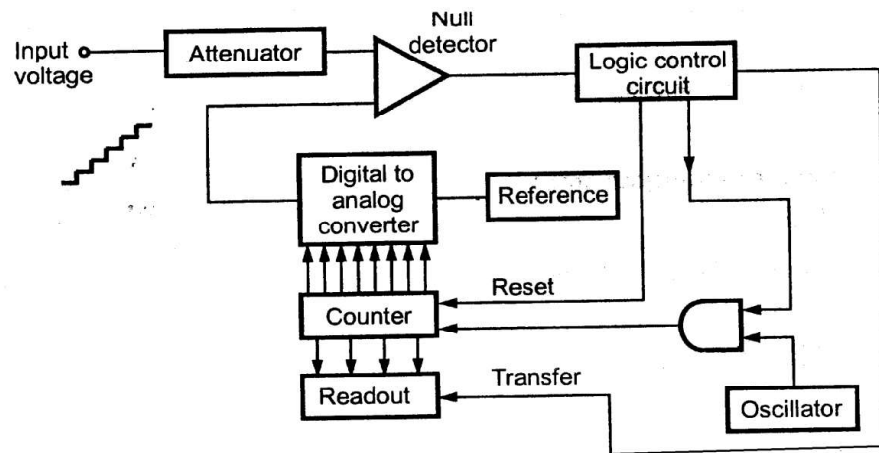 Null
detector
Input
voltage
Attenuator
Logic control
circuit
Digital to
analog
converter
Reference
Reset
Counter
Transfer
Readout
Oscillator